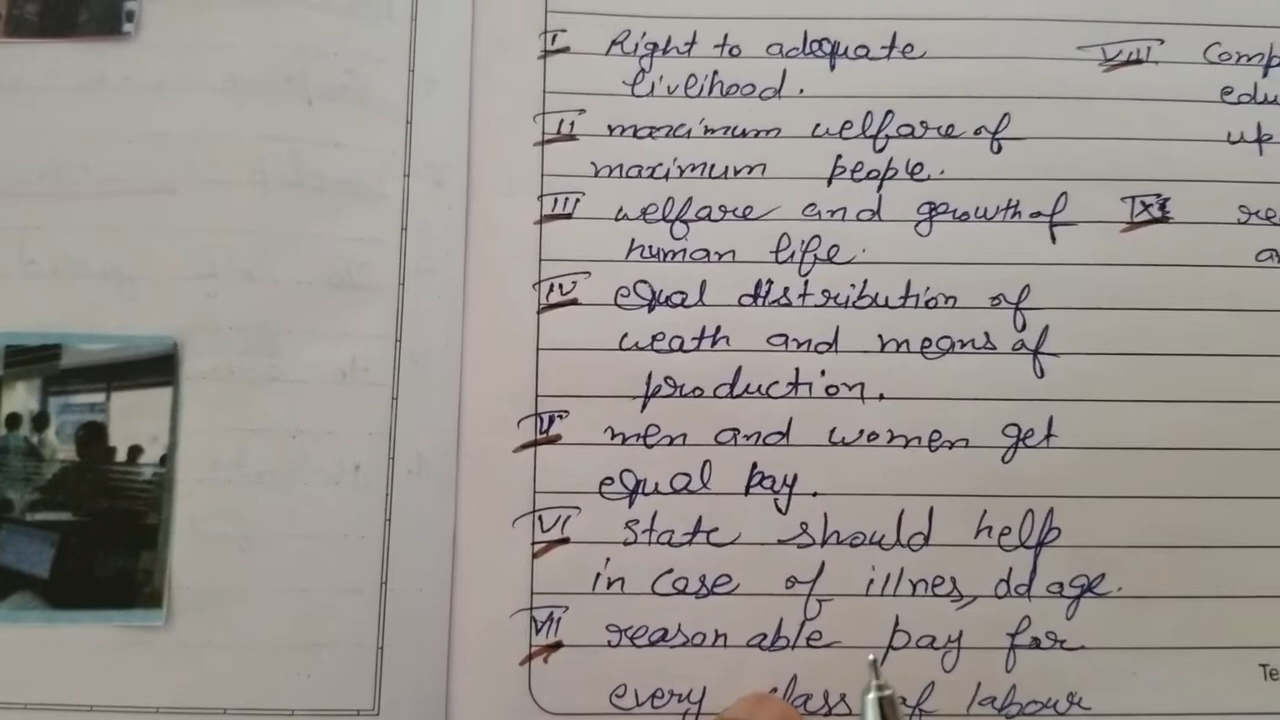 I Right to adequate
livelihood.
II maximum welfare of
maximum people.
III welfare and growth of
human life.
IV equal distribution of
weath and means of
production.
V men and women get
equal pay.
VI state should help
in case of illnes, old age.
VII reasonable pay for
every class of labour
VIII Comp
edu
up
IX re
a
Te